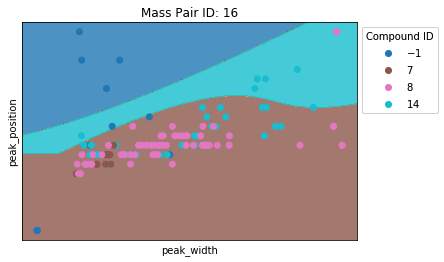 Mass Pair ID: 16
Compound ID
−1
7
8
14
peak_position
peak_width